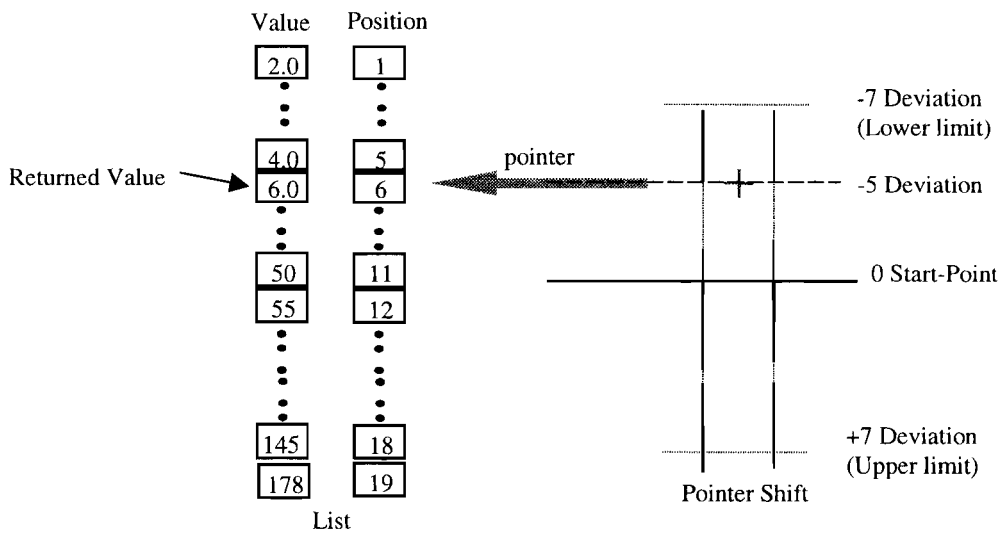 Value Position
2.0 1
-7 Deviation
(Lower limit)
4.0 5
pointer
Returned Value 6.0 6
-5 Deviation
50 11
0 Start-Point
55 12
145 18
+7 Deviation
(Upper limit)
178 19
Pointer Shift
List